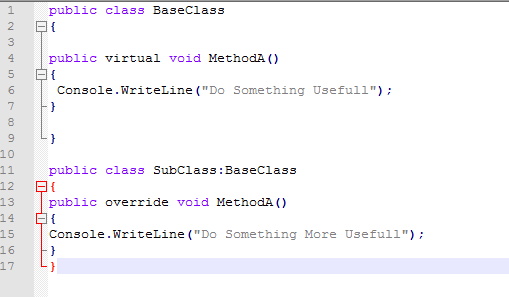 1 public class BaseClass
2 {
3
4 public virtual void MethodA()
5 {
6 Console.WriteLine("Do Something Usefull");
7 }
8
9 }
10
11 public class SubClass:BaseClass
12 {
13 public override void MethodA()
14 {
15 Console.WriteLine("Do Something More Usefull");
16 }
17 }